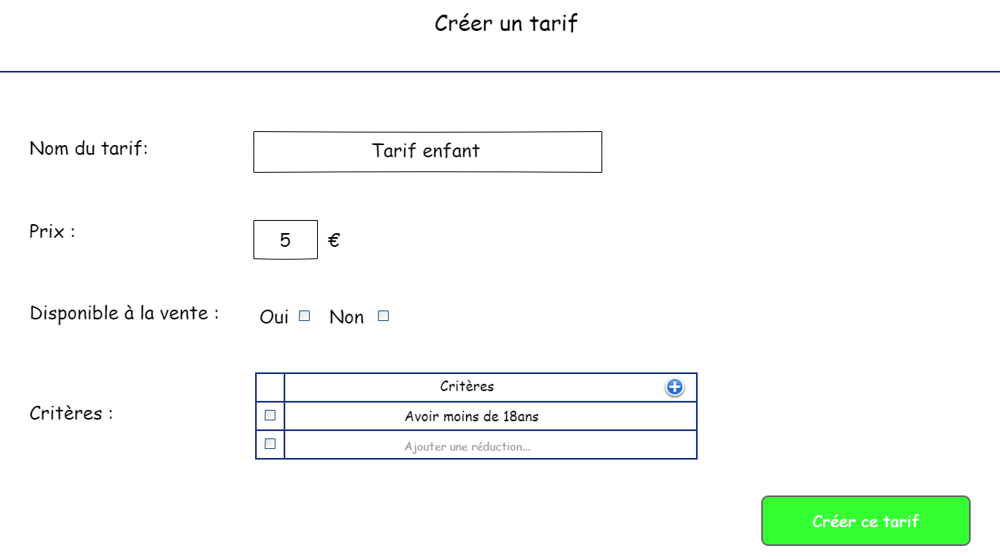 Créer un tarif
Nom du tarif:
Tarif enfant
Prix :
5 €
Disponible à la vente :
Oui Non
Critères :
Critères
Avoir moins de 18ans
Ajouter une réduction...
Créer ce tarif